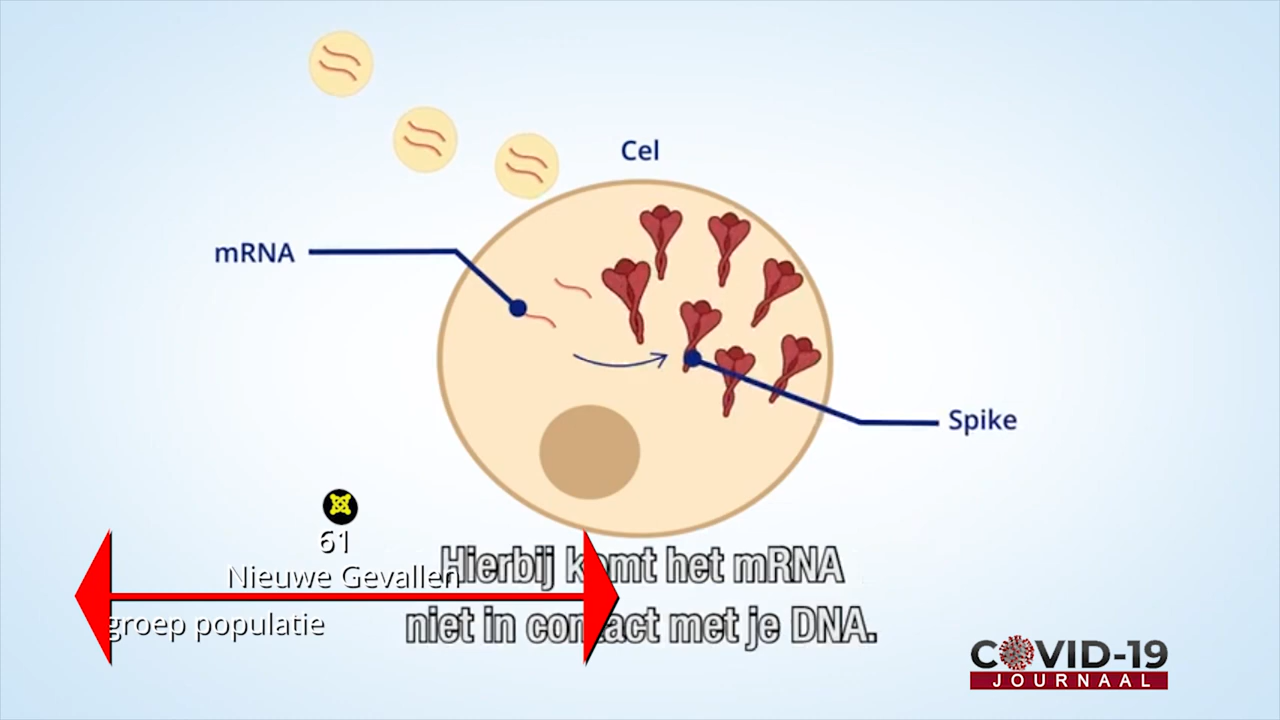 Cel
mRNA
Spike
61
Nieuwe Gevallen
groep populatie
Hierbij komt het mRNA
niet in contact met je DNA.
COVID-19
JOURNAAL